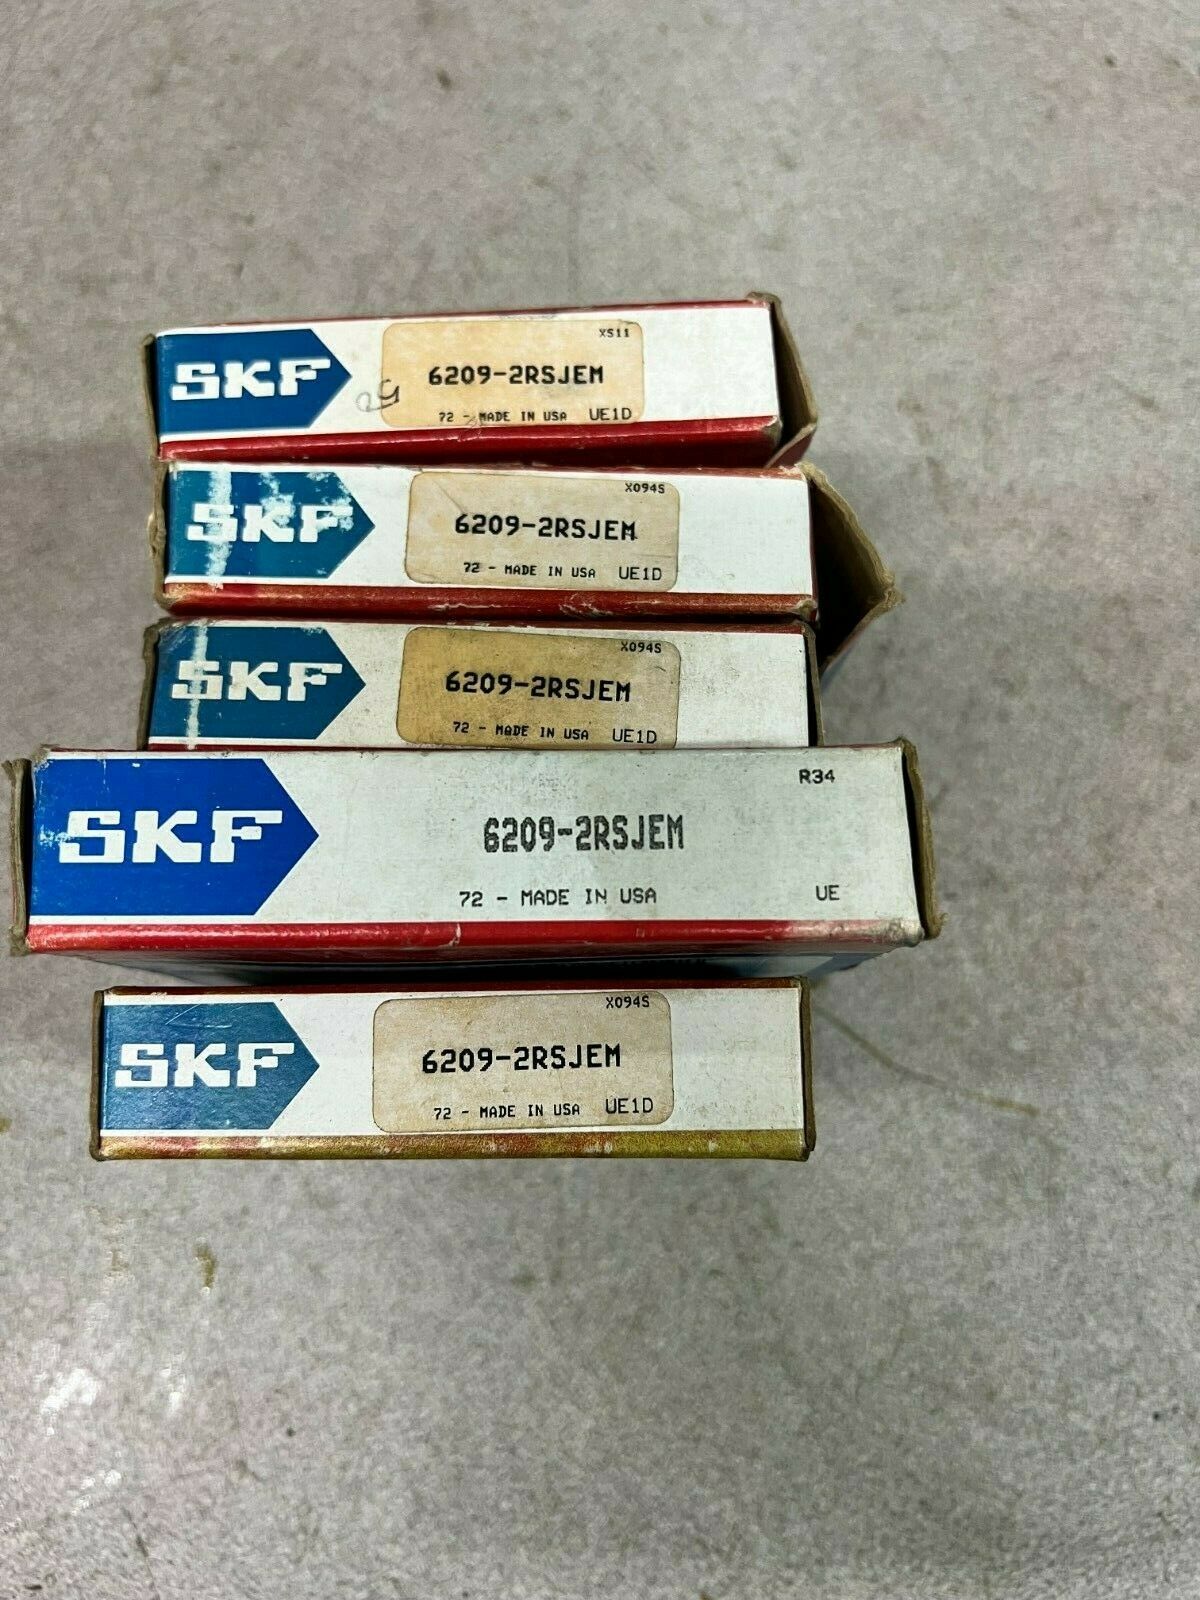 SKF
XS11
6209-2RSJEM
50
72 - MADE IN USA UE1D
SKF
X094S
6209-2RSJEM
72 - MADE IN USA UE1D
SKF
X094S
6209-2RSJEM
72 - MADE IN USA UE1D
SKF
R34
6209-2RSJEM
72 - MADE IN USA UE
SKF
X094S
6209-2RSJEM
72 - MADE IN USA UE1D